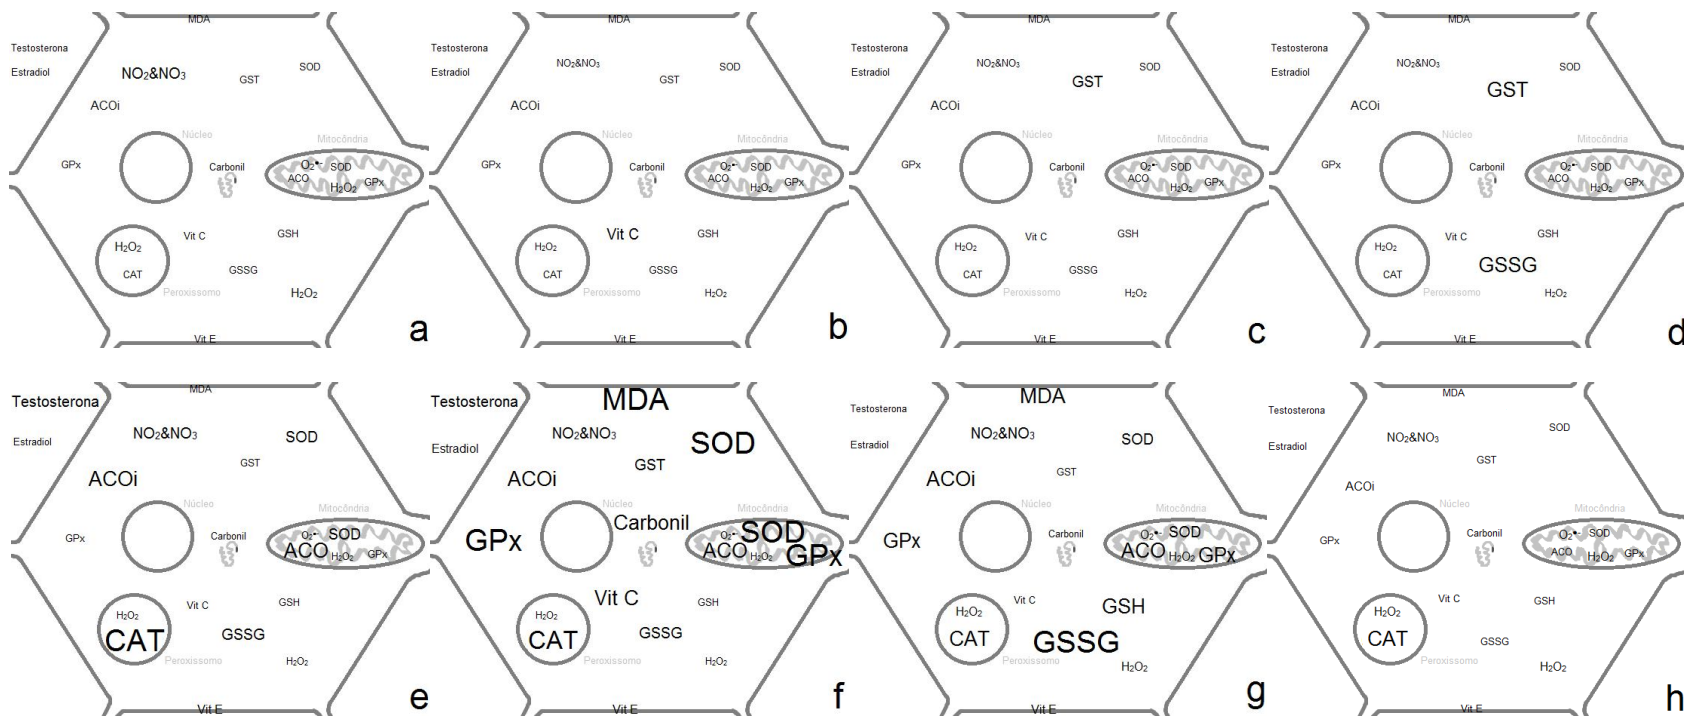 MDA
Testosterona
Estradiol
NO₂&NO₃
GST
SOD
ACOi
Núcleo
Mitocôndria
GPx
Carbonil
O₂•–
SOD
ACO
H₂O₂
GPx
Vit C
GSH
H₂O₂
CAT
GSSG
Peroxissomo
H₂O₂
Vit E
a
MDA
Testosterona
Estradiol
NO₂&NO₃
GST
SOD
ACOi
Núcleo
Mitocôndria
GPx
Carbonil
O₂•–
SOD
ACO
H₂O₂
GPx
Vit C
GSH
H₂O₂
CAT
GSSG
Peroxissomo
H₂O₂
Vit E
b
MDA
Testosterona
Estradiol
NO₂&NO₃
GST
SOD
ACOi
Núcleo
Mitocôndria
GPx
Carbonil
O₂•–
SOD
ACO
H₂O₂
GPx
Vit C
GSH
H₂O₂
CAT
GSSG
Peroxissomo
H₂O₂
Vit E
c
MDA
Testosterona
Estradiol
NO₂&NO₃
GST
SOD
ACOi
Núcleo
Mitocôndria
GPx
Carbonil
O₂•–
SOD
ACO
H₂O₂
GPx
Vit C
GSH
H₂O₂
CAT
GSSG
Peroxissomo
H₂O₂
Vit E
d
MDA
Testosterona
Estradiol
NO₂&NO₃
SOD
GST
ACOi
Núcleo
Mitocôndria
GPx
Carbonil
O₂•–
SOD
ACO
H₂O₂
GPx
Vit C
GSH
H₂O₂
CAT
GSSG
Peroxissomo
H₂O₂
Vit E
e
MDA
Testosterona
Estradiol
NO₂&NO₃
SOD
GST
ACOi
Núcleo
Mitocôndria
GPx
Carbonil
O₂•–
SOD
ACO
H₂O₂
GPx
Vit C
GSH
H₂O₂
CAT
GSSG
Peroxissomo
H₂O₂
Vit E
f
MDA
Testosterona
Estradiol
NO₂&NO₃
SOD
GST
ACOi
Núcleo
Mitocôndria
GPx
Carbonil
O₂•–
SOD
ACO
H₂O₂
GPx
Vit C
GSH
H₂O₂
CAT
GSSG
Peroxissomo
H₂O₂
Vit E
g
MDA
Testosterona
Estradiol
NO₂&NO₃
SOD
GST
ACOi
Núcleo
Mitocôndria
GPx
Carbonil
O₂•–
SOD
ACO
H₂O₂
GPx
Vit C
GSH
H₂O₂
CAT
GSSG
Peroxissomo
H₂O₂
Vit E
h